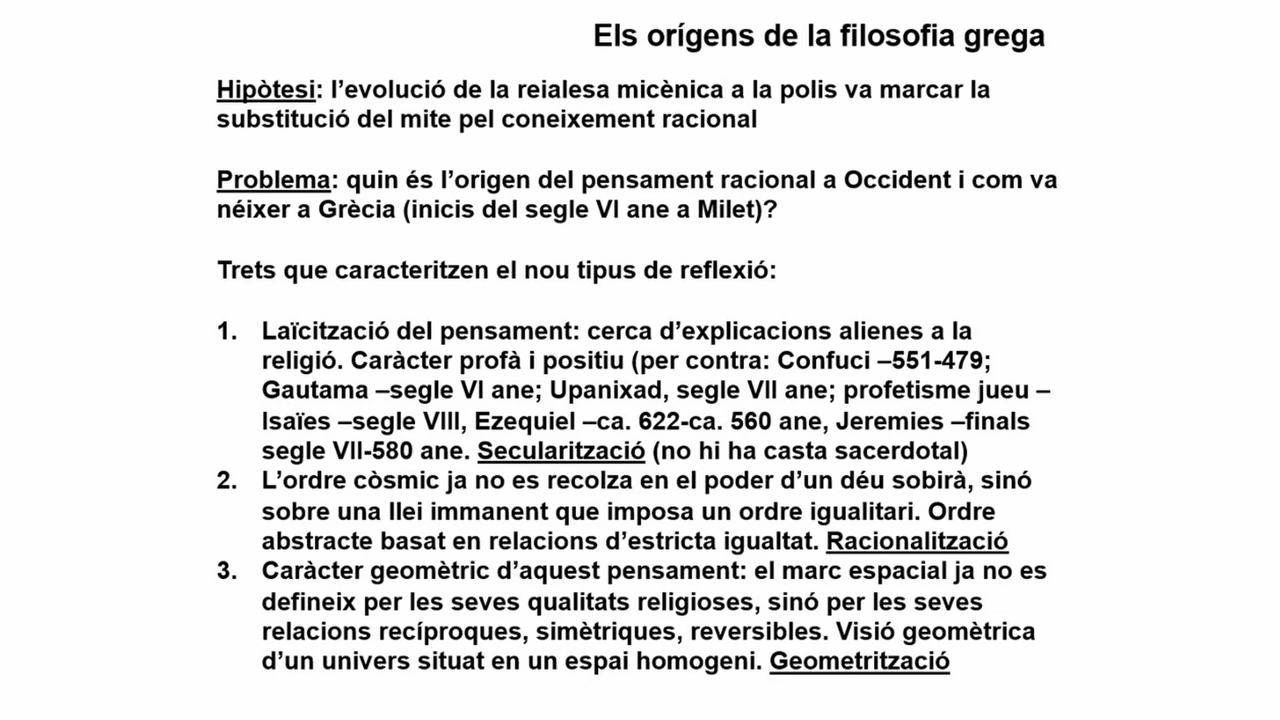 Els orígens de la filosofia grega
Hipòtesi: l’evolució de la reialesa micènica a la polis va marcar la
substitució del mite pel coneixement racional
Problema: quin és l’origen del pensament racional a Occident i com va
néixer a Grècia (inicis del segle VI ane a Milet)?
Trets que caracteritzen el nou tipus de reflexió:
1. Laïcització del pensament: cerca d’explicacions alienes a la
religió. Caràcter profà i positiu (per contra: Confuci –551-479;
Gautama –segle VI ane; Upanixad, segle VII ane; profetisme jueu –
Isaïes –segle VIII, Ezequiel –ca. 622-ca. 560 ane, Jeremies –finals
segle VII-580 ane. Secularització (no hi ha casta sacerdotal)
2. L’ordre còsmic ja no es recolza en el poder d’un déu sobirà, sinó
sobre una llei immanent que imposa un ordre igualitari. Ordre
abstracte basat en relacions d’estricta igualtat. Racionalització
3. Caràcter geomètric d’aquest pensament: el marc espacial ja no es
defineix per les seves qualitats religioses, sinó per les seves
relacions recíproques, simètriques, reversibles. Visió geomètrica
d’un univers situat en un espai homogeni. Geometrització